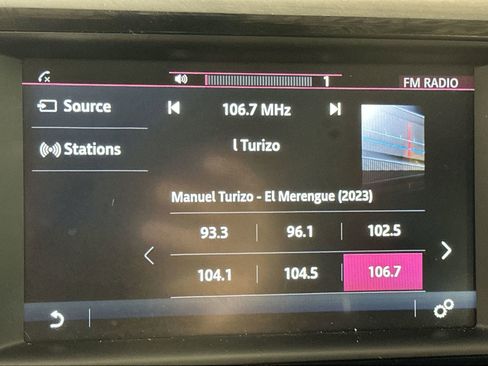 1
FM RADIO
Source
106.7 MHz
Stations
l Turizo
Manuel Turizo - El Merengue (2023)
93.3 96.1 102.5
104.1 104.5 106.7